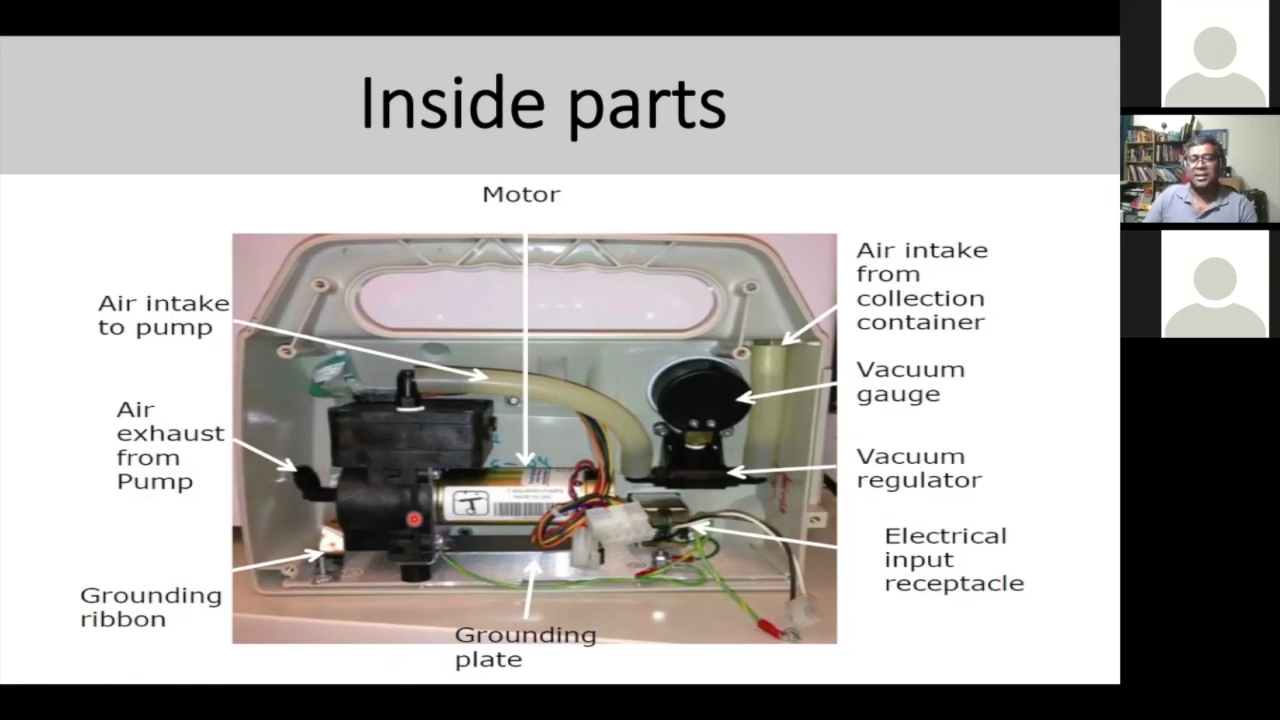 Inside parts
Motor
Air intake
to pump
Air
exhaust
from
Pump
Grounding
ribbon
Grounding
plate
Air intake
from
collection
container
Vacuum
gauge
Vacuum
regulator
Electrical
input
receptacle